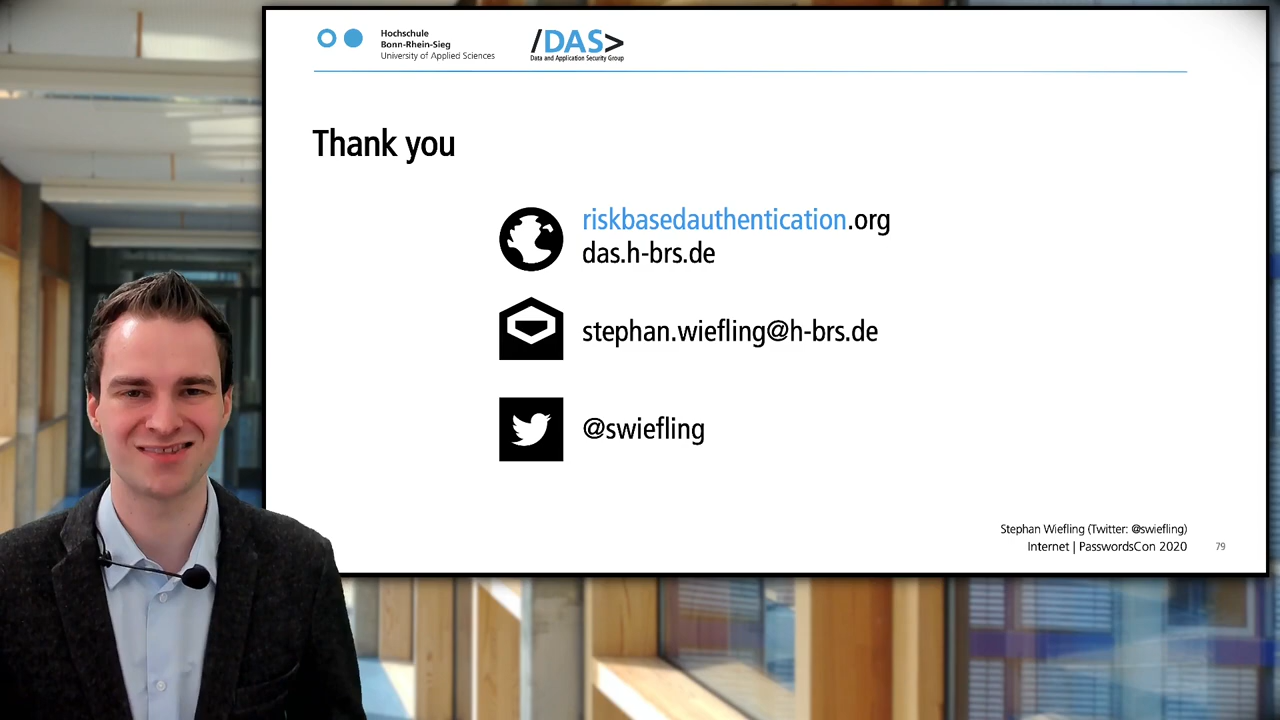 Hochschule
Bonn-Rhein-Sieg
University of Applied Sciences
/DAS>
Data and Application Security Group
Thank you
riskbasedauthentication.org
das.h-brs.de
stephan.wiefling@h-brs.de
@swiefling
Stephan Wiefling (Twitter: @swiefling)
Internet | PasswordsCon 2020
79